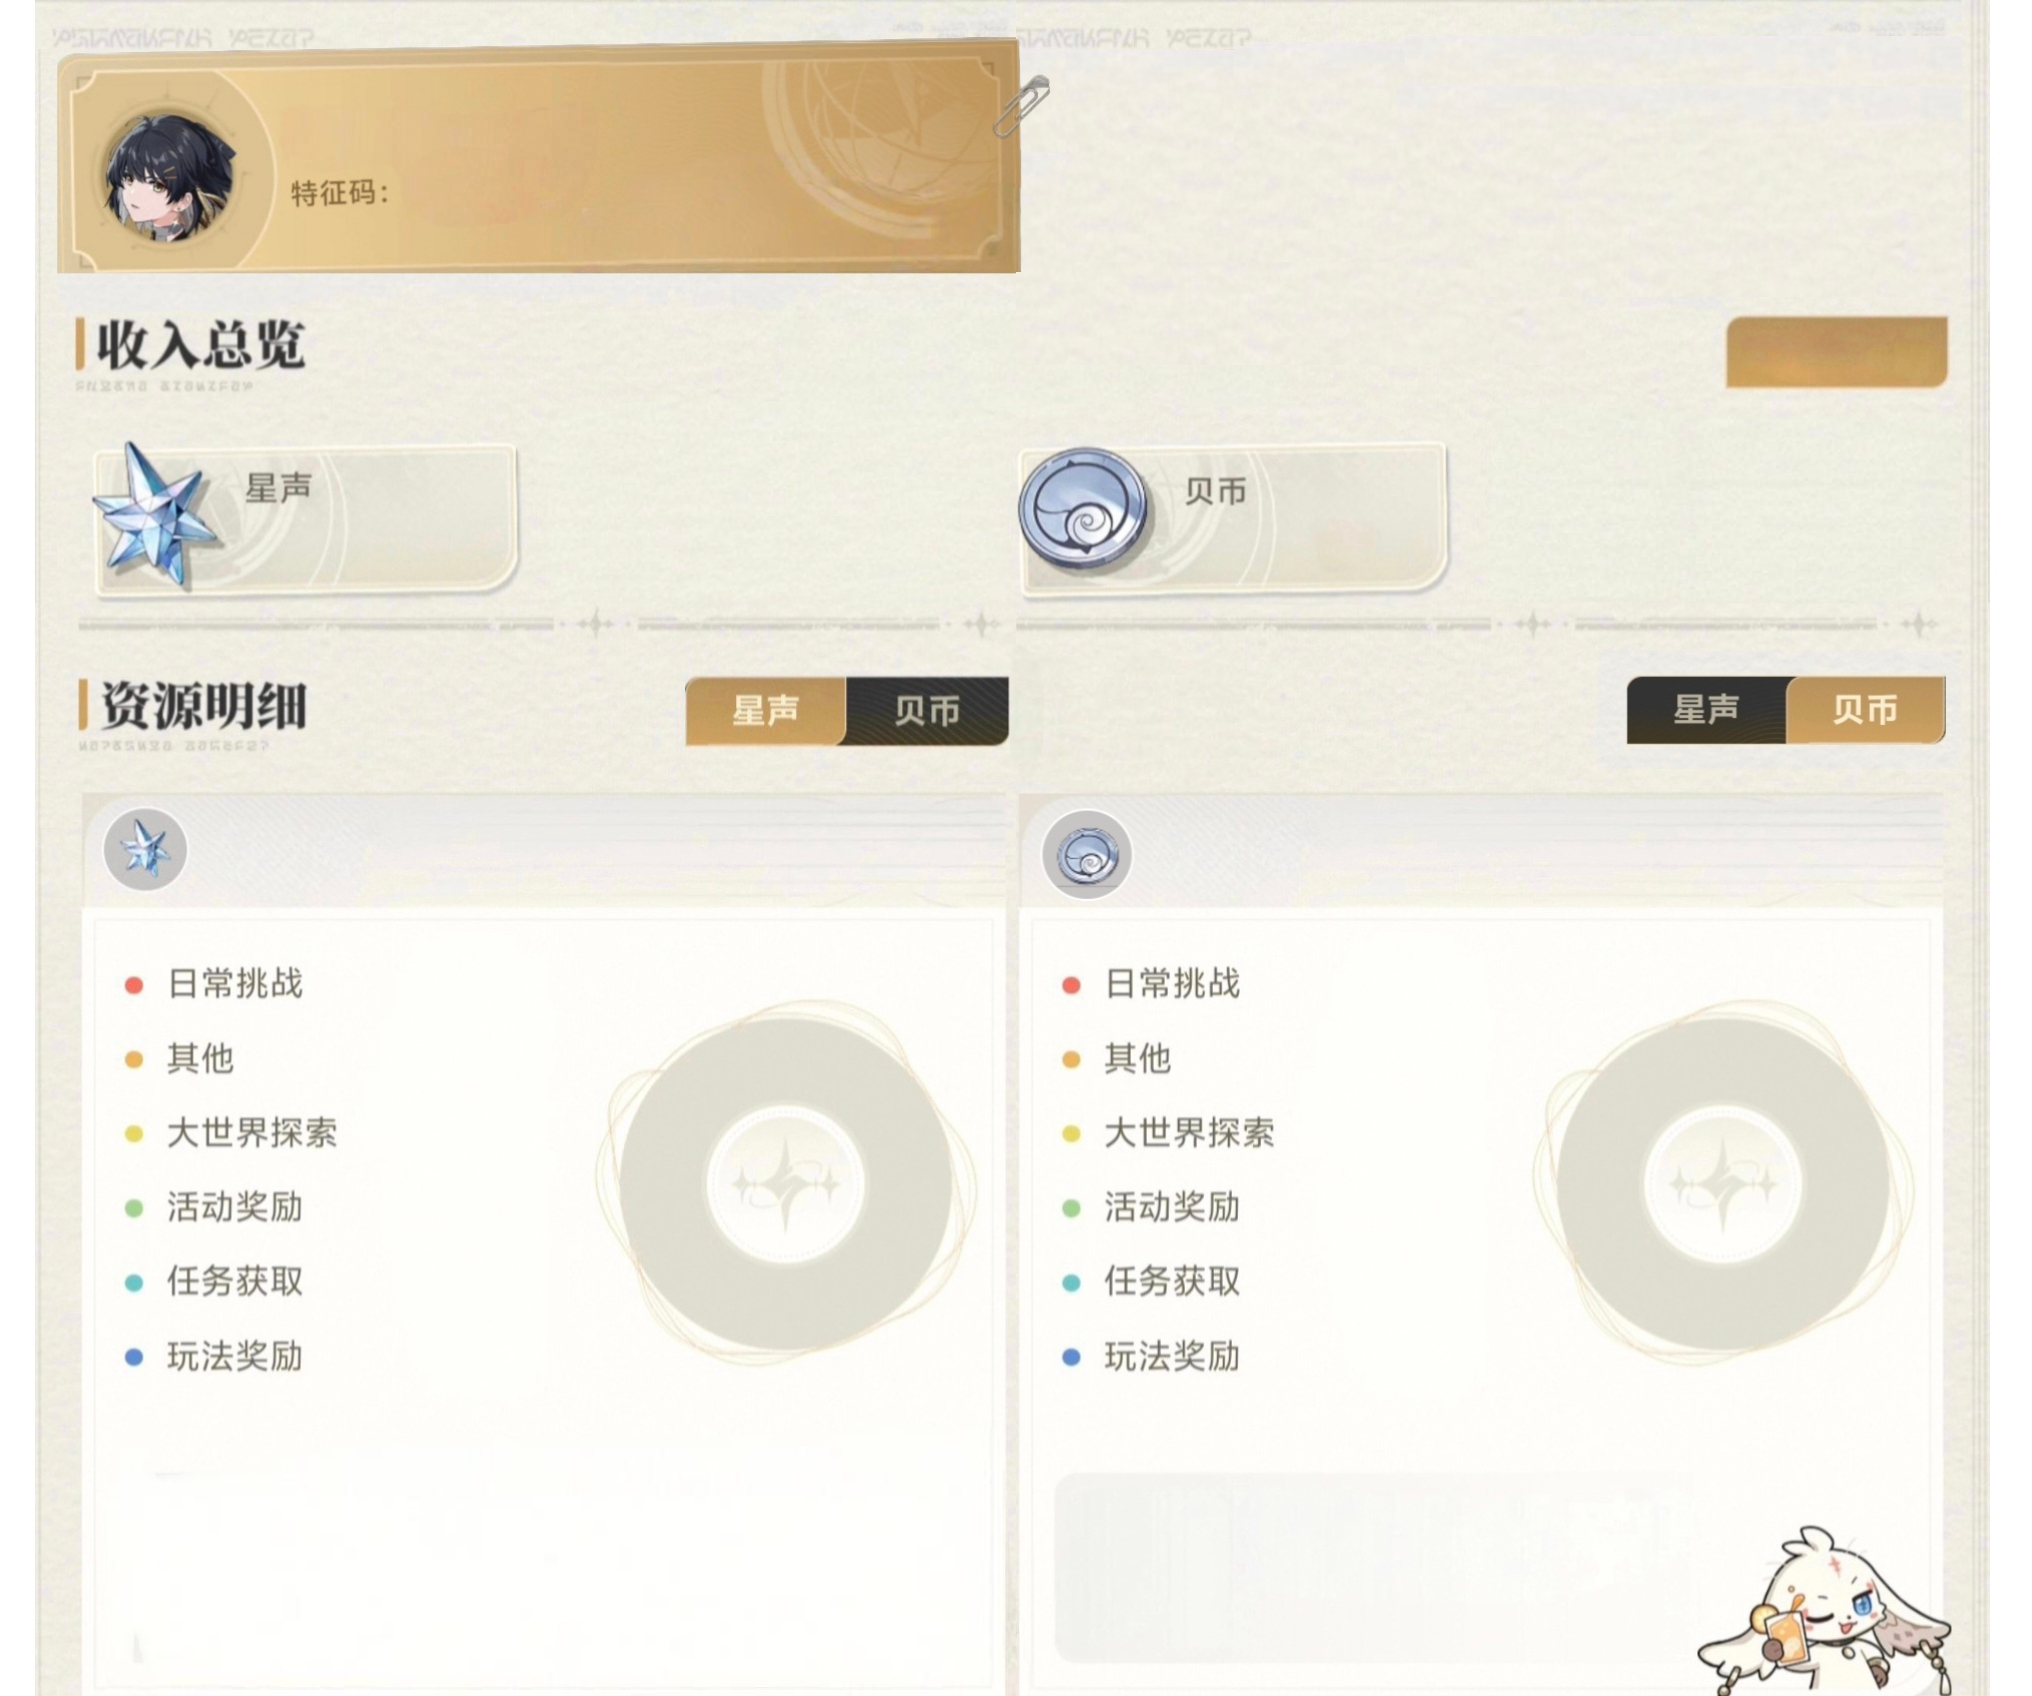 特征码：
收入总览
星声
贝币
资源明细
星声 贝币
星声 贝币
日常挑战
其他
大世界探索
活动奖励
任务获取
玩法奖励
日常挑战
其他
大世界探索
活动奖励
任务获取
玩法奖励